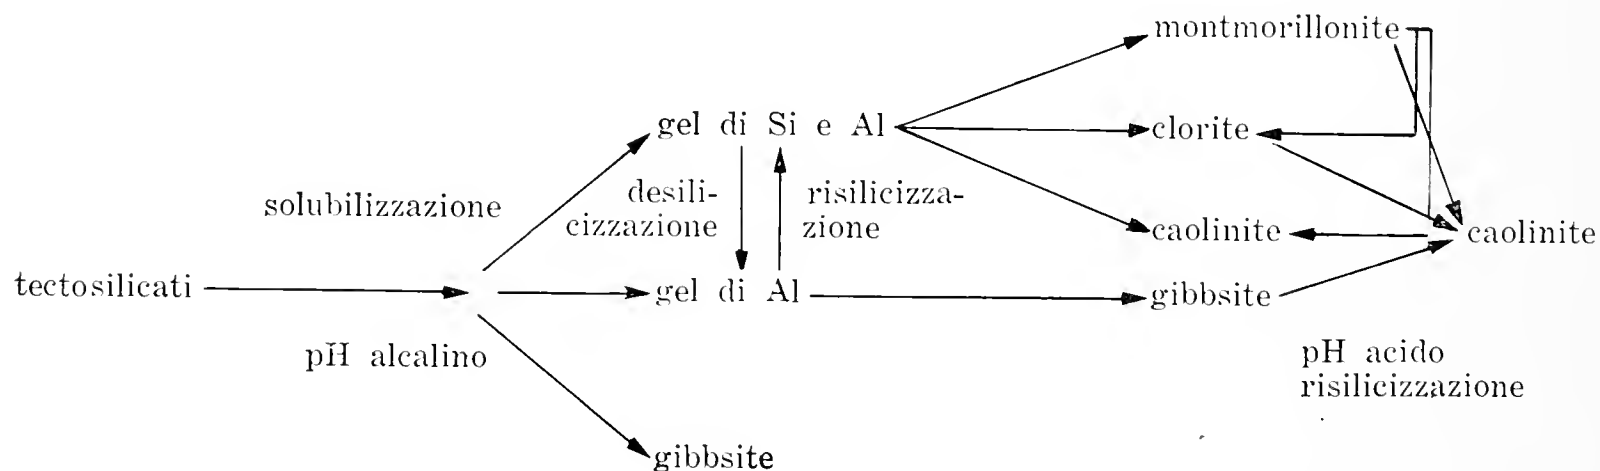 montmorillonite
gel di Si e Al
clorite
desili-
cizzazione
risilicizza-
zione
solubilizzazione
caolinite
caolinite
tectosilicati
gel di Al
gibbsite
pH alcalino
pH acido
risilicizzazione
gibbsite